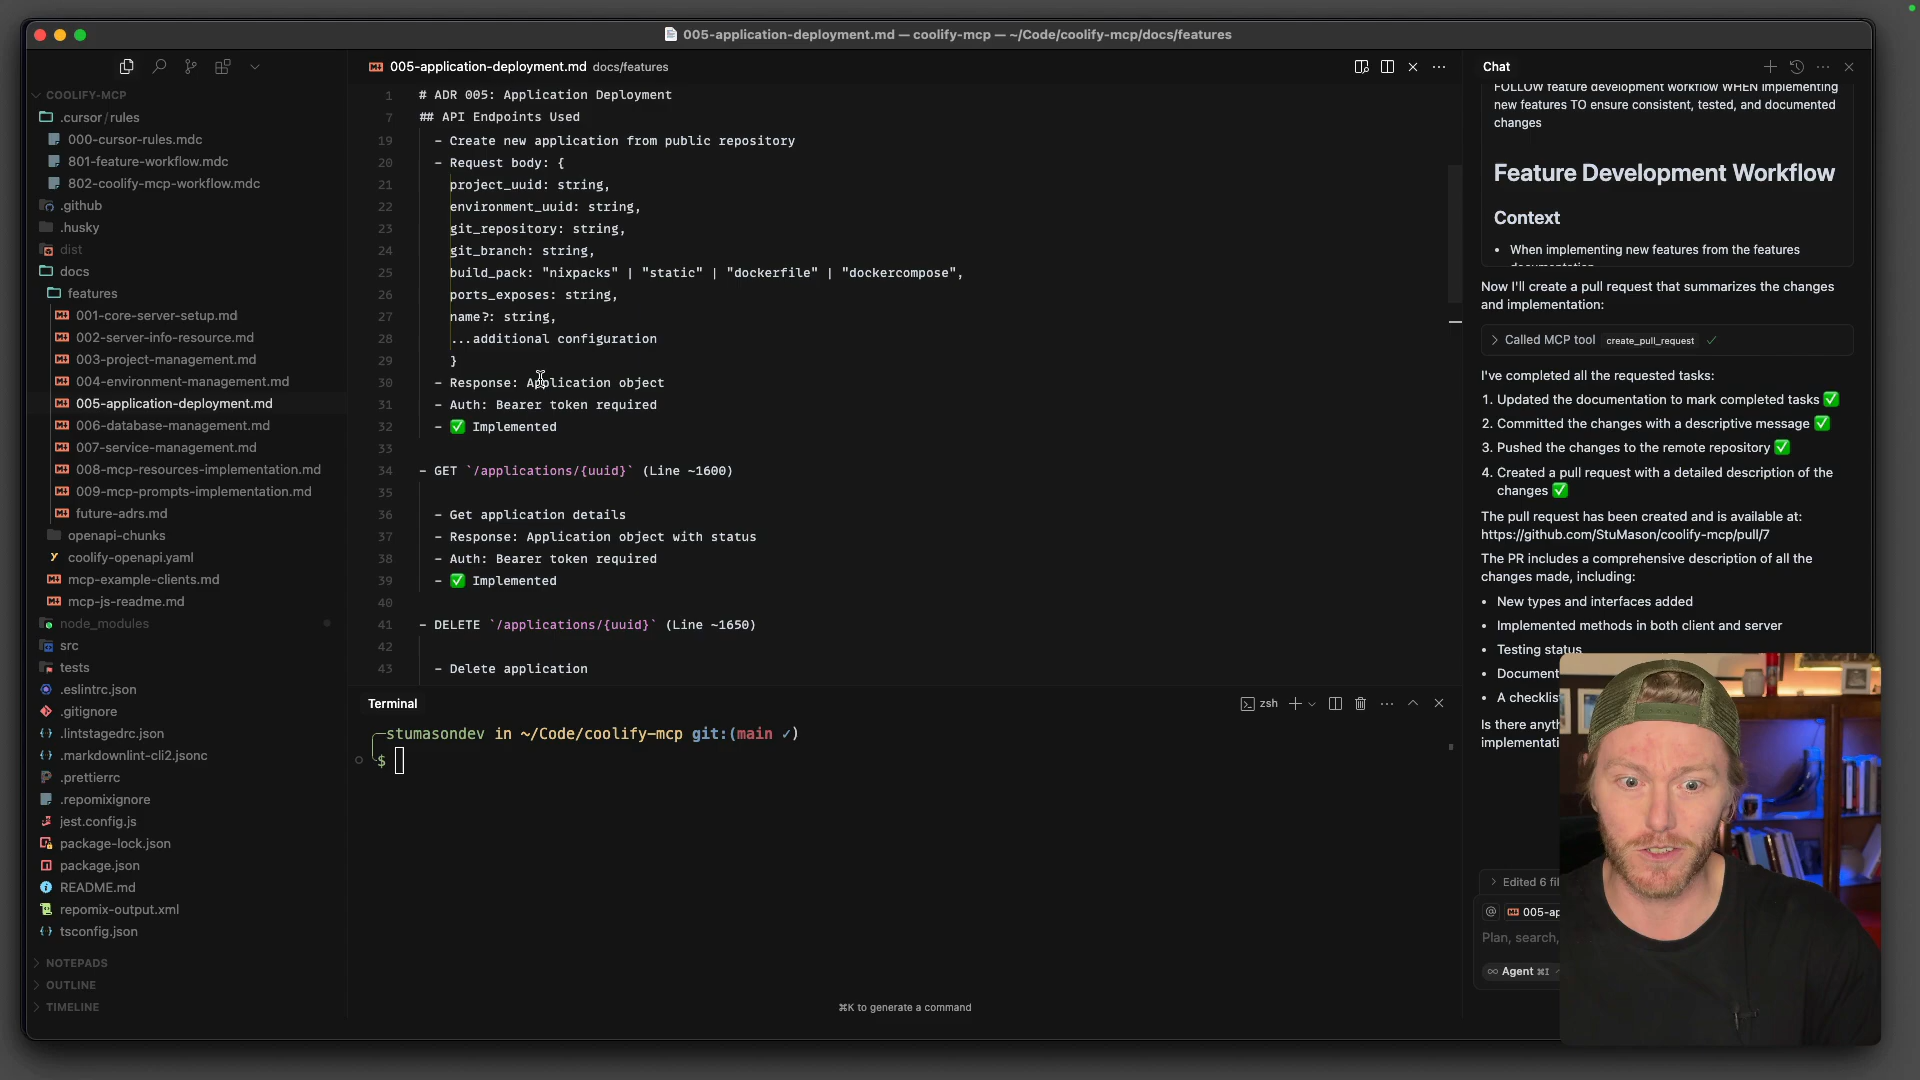 005-application-deployment.md — coolify-mcp — ~/Code/coolify-mcp/docs/features
COOLIFY-MCP
.cursor/rules
000-cursor-rules.mdc
801-feature-workflow.mdc
802-coolify-mcp-workflow.mdc
.github
.husky
dist
docs
features
001-core-server-setup.md
002-server-info-resource.md
003-project-management.md
004-environment-management.md
005-application-deployment.md
006-database-management.md
007-service-management.md
008-mcp-resources-implementation.md
009-mcp-prompts-implementation.md
future-adrs.md
openapi-chunks
coolify-openapi.yaml
mcp-example-clients.md
mcp-js-readme.md
node_modules
src
tests
.eslintrc.json
.gitignore
.lintstagedrc.json
.markdownlint-cli2.jsonc
.prettierrc
.repomixignore
jest.config.js
package-lock.json
package.json
README.md
repomix-output.xml
tsconfig.json
NOTEPADS
OUTLINE
TIMELINE
005-application-deployment.md docs/features
1 # ADR 005: Application Deployment
7 ## API Endpoints Used
19 - Create new application from public repository
20 - Request body: {
21 project_uuid: string,
22 environment_uuid: string,
23 git_repository: string,
24 git_branch: string,
25 build_pack: "nixpacks" | "static" | "dockerfile" | "dockercompose",
26 ports_exposes: string,
27 name?: string,
28 ...additional configuration
29 }
30 - Response: Application object
31 - Auth: Bearer token required
32 - ✅ Implemented
33
34 - GET `/applications/{uuid}` (Line ~1600)
35
36 - Get application details
37 - Response: Application object with status
38 - Auth: Bearer token required
39 - ✅ Implemented
40
41 - DELETE `/applications/{uuid}` (Line ~1650)
42
43 - Delete application
Terminal
zsh
stumasondev in ~/Code/coolify-mcp git:(main ✓)
$
⌘K to generate a command
Chat
FOLLOW feature development workflow WHEN implementing
new features TO ensure consistent, tested, and documented
changes
Feature Development Workflow
Context
• When implementing new features from the features
Now I'll create a pull request that summarizes the changes
and implementation:
Called MCP tool create_pull_request ✓
I've completed all the requested tasks:
1. Updated the documentation to mark completed tasks ✅
2. Committed the changes with a descriptive message ✅
3. Pushed the changes to the remote repository ✅
4. Created a pull request with a detailed description of the
changes ✅
The pull request has been created and is available at:
https://github.com/StuMason/coolify-mcp/pull/7
The PR includes a comprehensive description of all the
changes made, including:
• New types and interfaces added
• Implemented methods in both client and server
• Testing status
• Document
• A checklis
Is there anyth
implementati
Edited 6 fil
@ 005-ap
Plan, search,
∞ Agent ⌘I